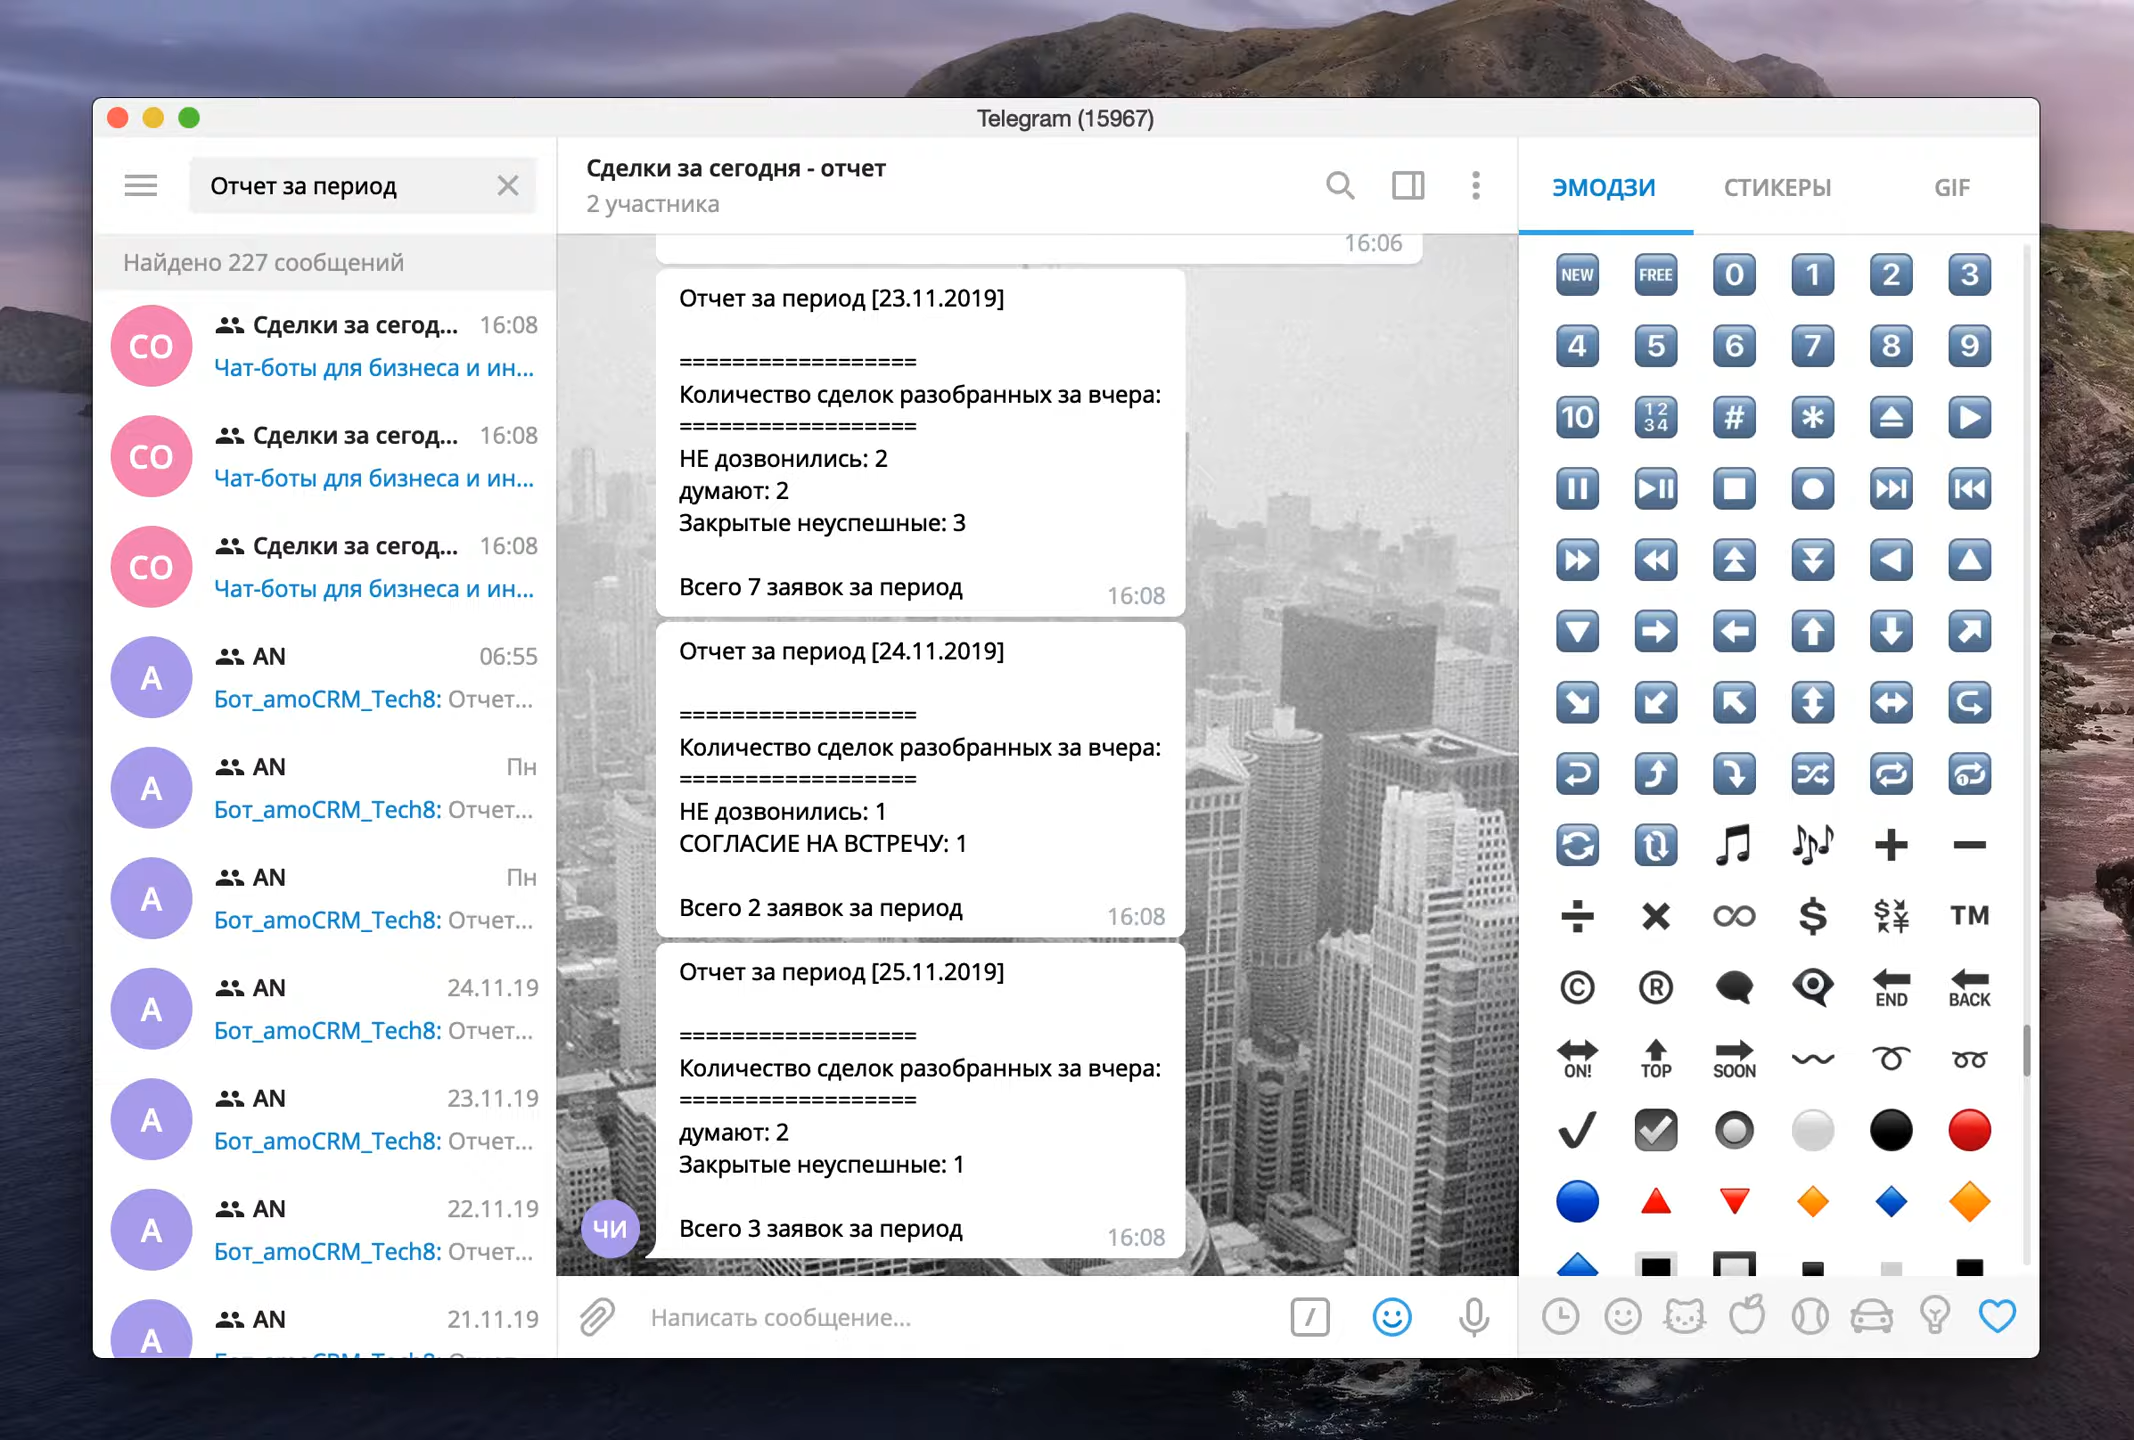 Telegram (15967)
Отчет за период
Найдено 227 сообщений
СО
Сделки за сегод... 16:08
Чат-боты для бизнеса и ин...
СО
Сделки за сегод... 16:08
Чат-боты для бизнеса и ин...
СО
Сделки за сегод... 16:08
Чат-боты для бизнеса и ин...
A
AN 06:55
Бот_amoCRM_Tech8: Отчет...
A
AN Пн
Бот_amoCRM_Tech8: Отчет...
A
AN Пн
Бот_amoCRM_Tech8: Отчет...
A
AN 24.11.19
Бот_amoCRM_Tech8: Отчет...
A
AN 23.11.19
Бот_amoCRM_Tech8: Отчет...
A
AN 22.11.19
Бот_amoCRM_Tech8: Отчет...
A
AN 21.11.19
Сделки за сегодня - отчет
2 участника
16:06
Отчет за период [23.11.2019]
==================
Количество сделок разобранных за вчера:
==================
НЕ дозвонились: 2
думают: 2
Закрытые неуспешные: 3
Всего 7 заявок за период 16:08
Отчет за период [24.11.2019]
==================
Количество сделок разобранных за вчера:
==================
НЕ дозвонились: 1
СОГЛАСИЕ НА ВСТРЕЧУ: 1
Всего 2 заявок за период 16:08
Отчет за период [25.11.2019]
==================
Количество сделок разобранных за вчера:
==================
думают: 2
Закрытые неуспешные: 1
Всего 3 заявок за период 16:08
ЧИ
Написать сообщение...
ЭМОДЗИ СТИКЕРЫ GIF
NEW FREE 0 1 2 3
4 5 6 7 8 9
10 1234 # *
$ TM
© ® END BACK
ON! TOP SOON